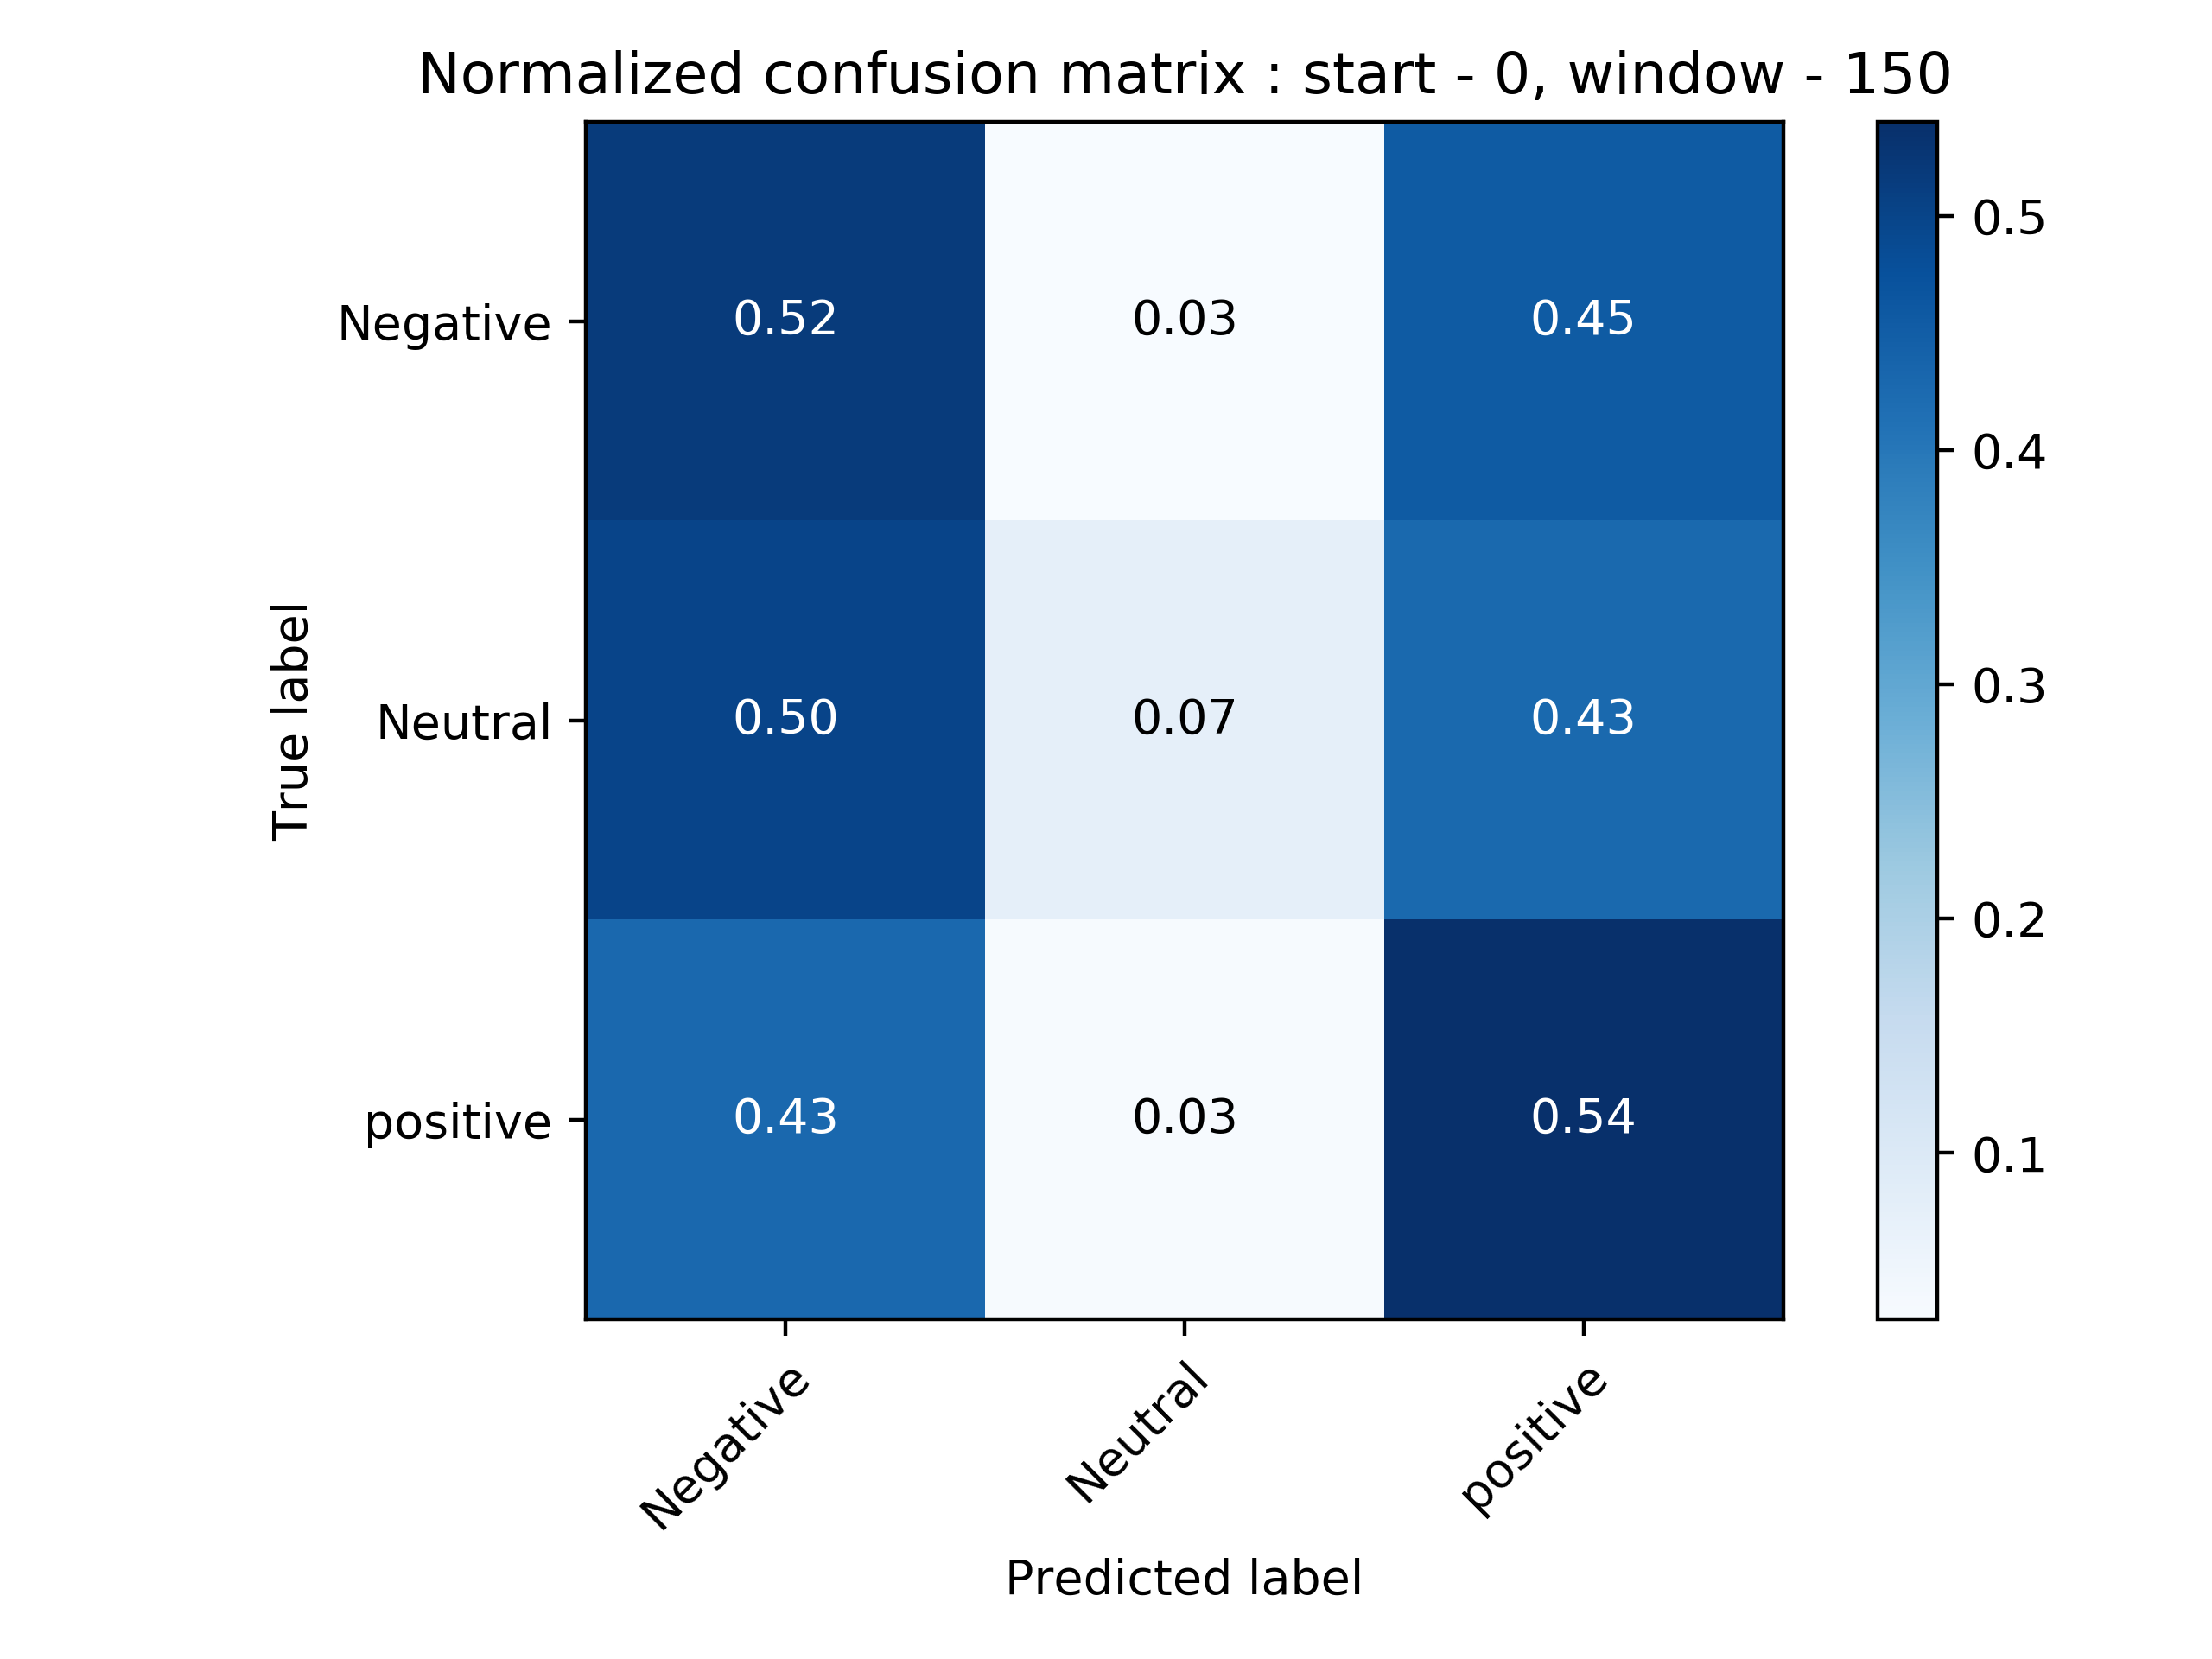 Normalized confusion matrix : start - 0, window - 150
Negative 0.52 0.03 0.45
Neutral 0.50 0.07 0.43
positive 0.43 0.03 0.54
True label
Negative Neutral positive
Predicted label
0.5
0.4
0.3
0.2
0.1